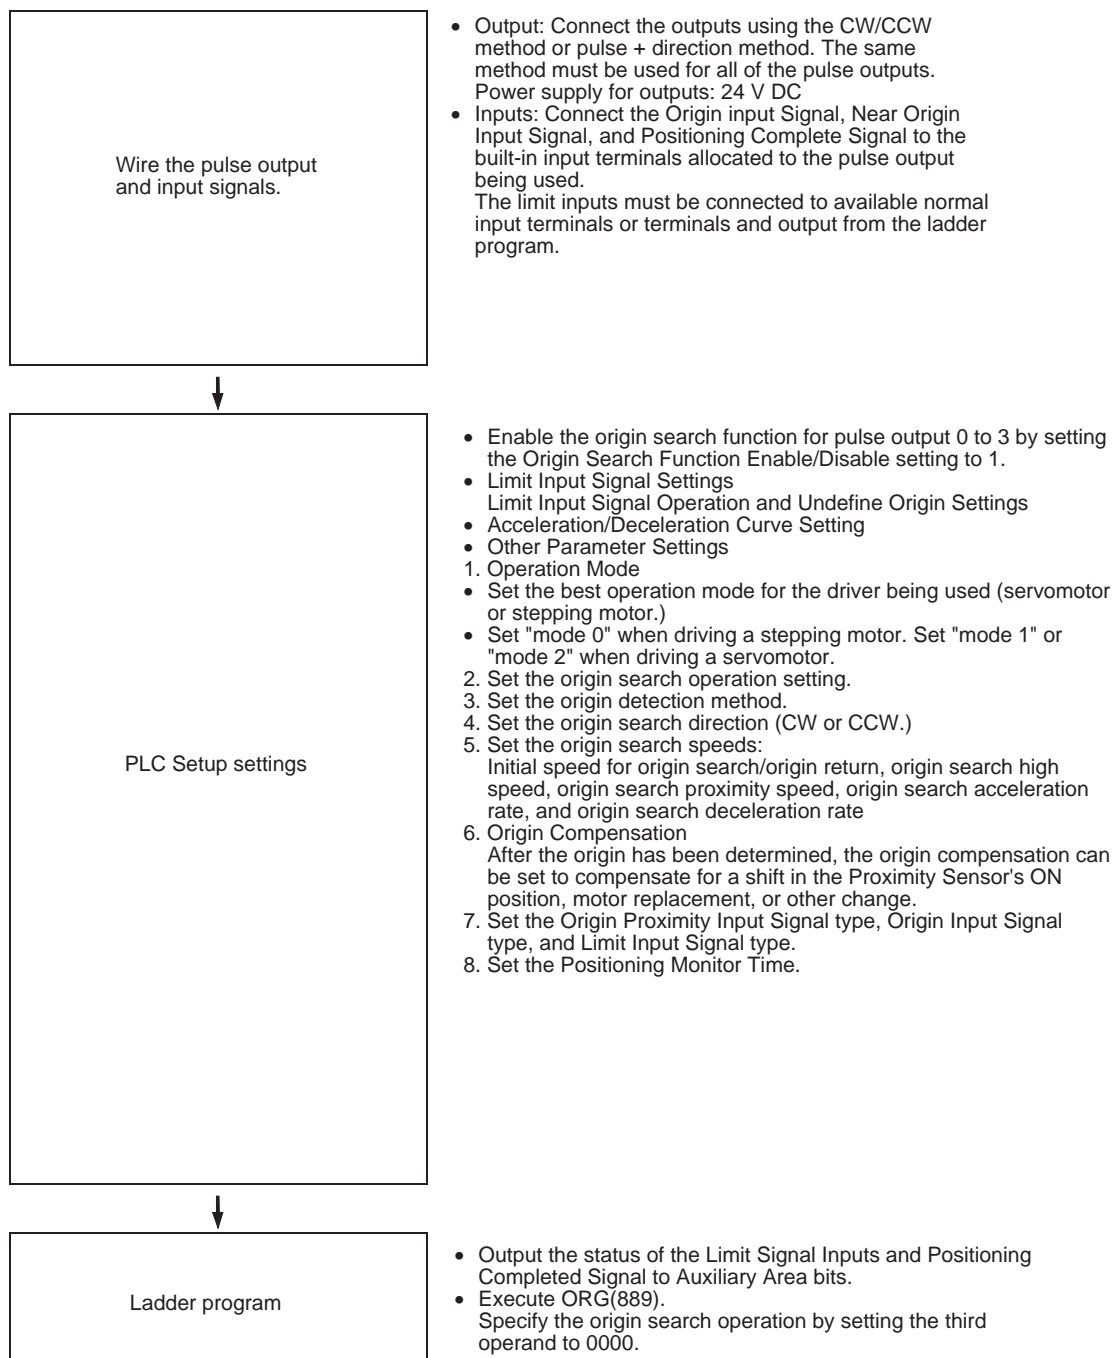 Wire the pulse output
and input signals.
• Output: Connect the outputs using the CW/CCW
method or pulse + direction method. The same
method must be used for all of the pulse outputs.
Power supply for outputs: 24 V DC
• Inputs: Connect the Origin input Signal, Near Origin
Input Signal, and Positioning Complete Signal to the
built-in input terminals allocated to the pulse output
being used.
The limit inputs must be connected to available normal
input terminals or terminals and output from the ladder
program.
PLC Setup settings
• Enable the origin search function for pulse output 0 to 3 by setting
the Origin Search Function Enable/Disable setting to 1.
• Limit Input Signal Settings
Limit Input Signal Operation and Undefine Origin Settings
• Acceleration/Deceleration Curve Setting
• Other Parameter Settings
1. Operation Mode
• Set the best operation mode for the driver being used (servomotor
or stepping motor.)
• Set "mode 0" when driving a stepping motor. Set "mode 1" or
"mode 2" when driving a servomotor.
2. Set the origin search operation setting.
3. Set the origin detection method.
4. Set the origin search direction (CW or CCW.)
5. Set the origin search speeds:
Initial speed for origin search/origin return, origin search high
speed, origin search proximity speed, origin search acceleration
rate, and origin search deceleration rate
6. Origin Compensation
After the origin has been determined, the origin compensation can
be set to compensate for a shift in the Proximity Sensor's ON
position, motor replacement, or other change.
7. Set the Origin Proximity Input Signal type, Origin Input Signal
type, and Limit Input Signal type.
8. Set the Positioning Monitor Time.
Ladder program
• Output the status of the Limit Signal Inputs and Positioning
Completed Signal to Auxiliary Area bits.
• Execute ORG(889).
Specify the origin search operation by setting the third
operand to 0000.